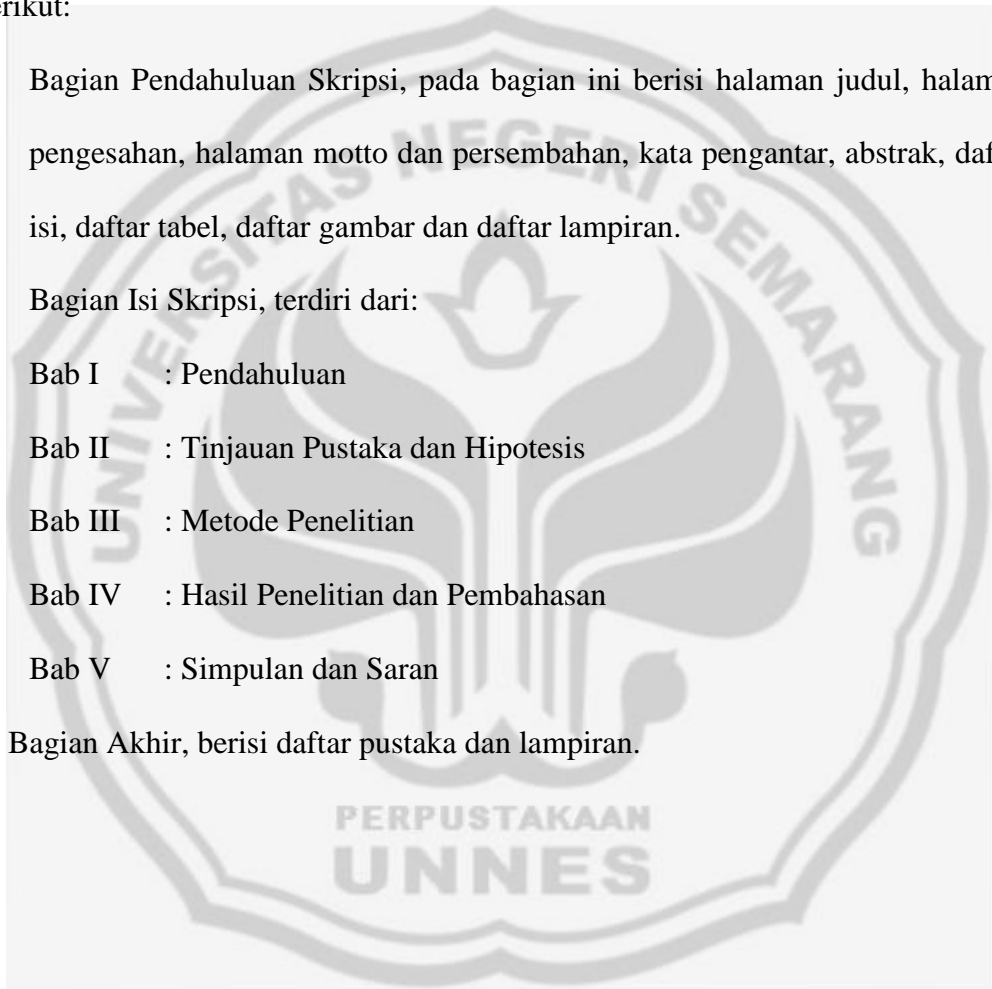 erikut:
Bagian Pendahuluan Skripsi, pada bagian ini berisi halaman judul, halam
pengesahan, halaman motto dan persembahan, kata pengantar, abstrak, daf
isi, daftar tabel, daftar gambar dan daftar lampiran.
Bagian Isi Skripsi, terdiri dari:
Bab I : Pendahuluan
Bab II : Tinjauan Pustaka dan Hipotesis
Bab III : Metode Penelitian
Bab IV : Hasil Penelitian dan Pembahasan
Bab V : Simpulan dan Saran
Bagian Akhir, berisi daftar pustaka dan lampiran.
UNIVERSITAS NEGERI SEMARANG
PERPUSTAKAAN
UNNES